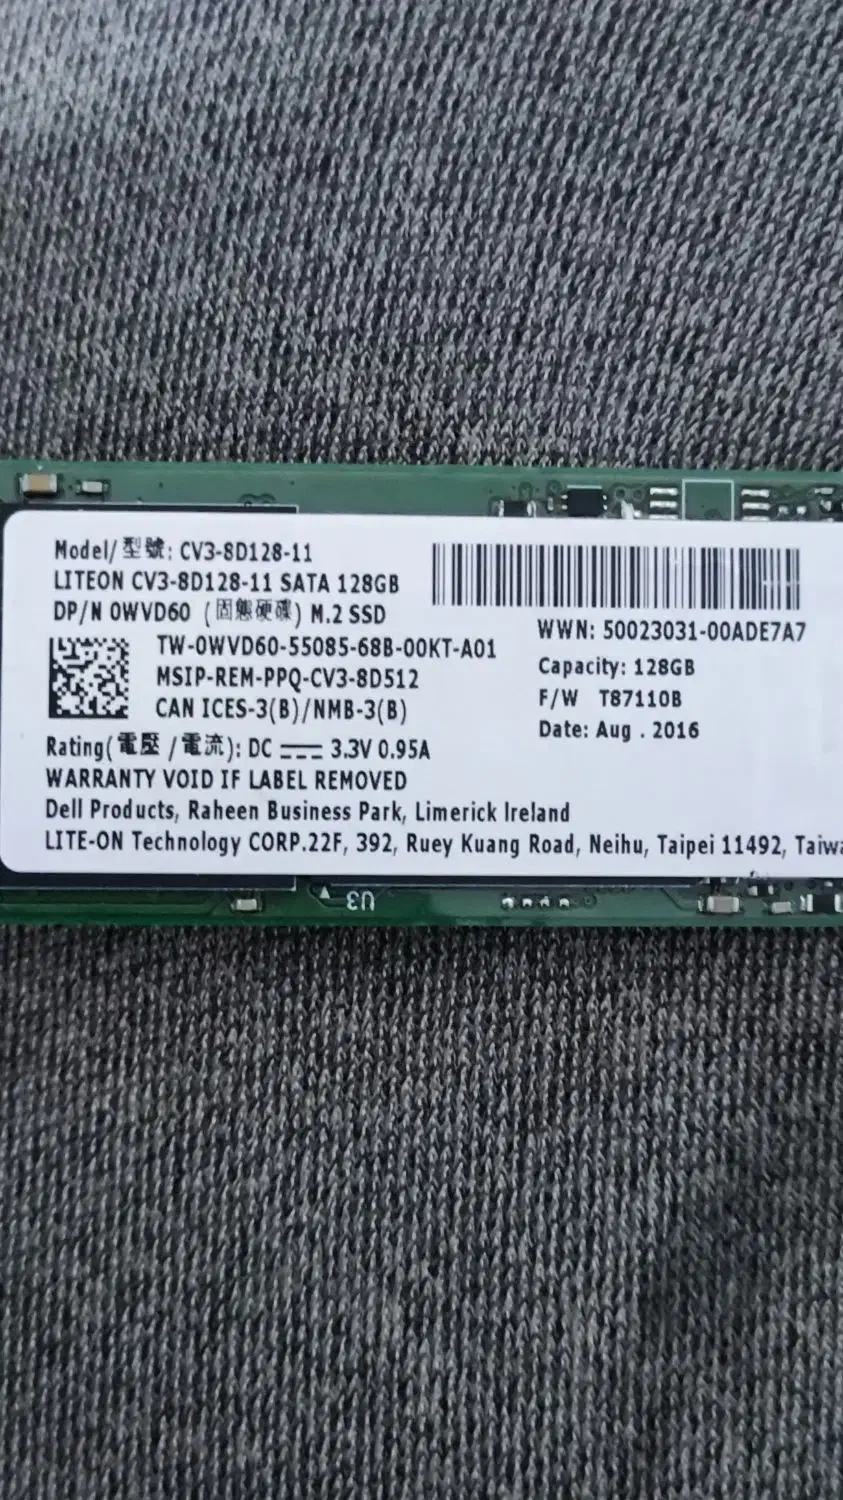 Model/型號: CV3-8D128-11
LITEON CV3-8D128-11 SATA 128GB
DP/N 0WVD60 (固態硬碟) M.2 SSD
TW-0WVD60-55085-68B-00KT-A01
MSIP-REM-PPQ-CV3-8D512
CAN ICES-3(B)/NMB-3(B)
WWN: 50023031-00ADE7A7
Capacity: 128GB
F/W T87110B
Date: Aug . 2016
Rating(電壓 /電流): DC 3.3V 0.95A
WARRANTY VOID IF LABEL REMOVED
Dell Products, Raheen Business Park, Limerick Ireland
LITE-ON Technology CORP.22F, 392, Ruey Kuang Road, Neihu, Taipei 11492, Taiwa
U3